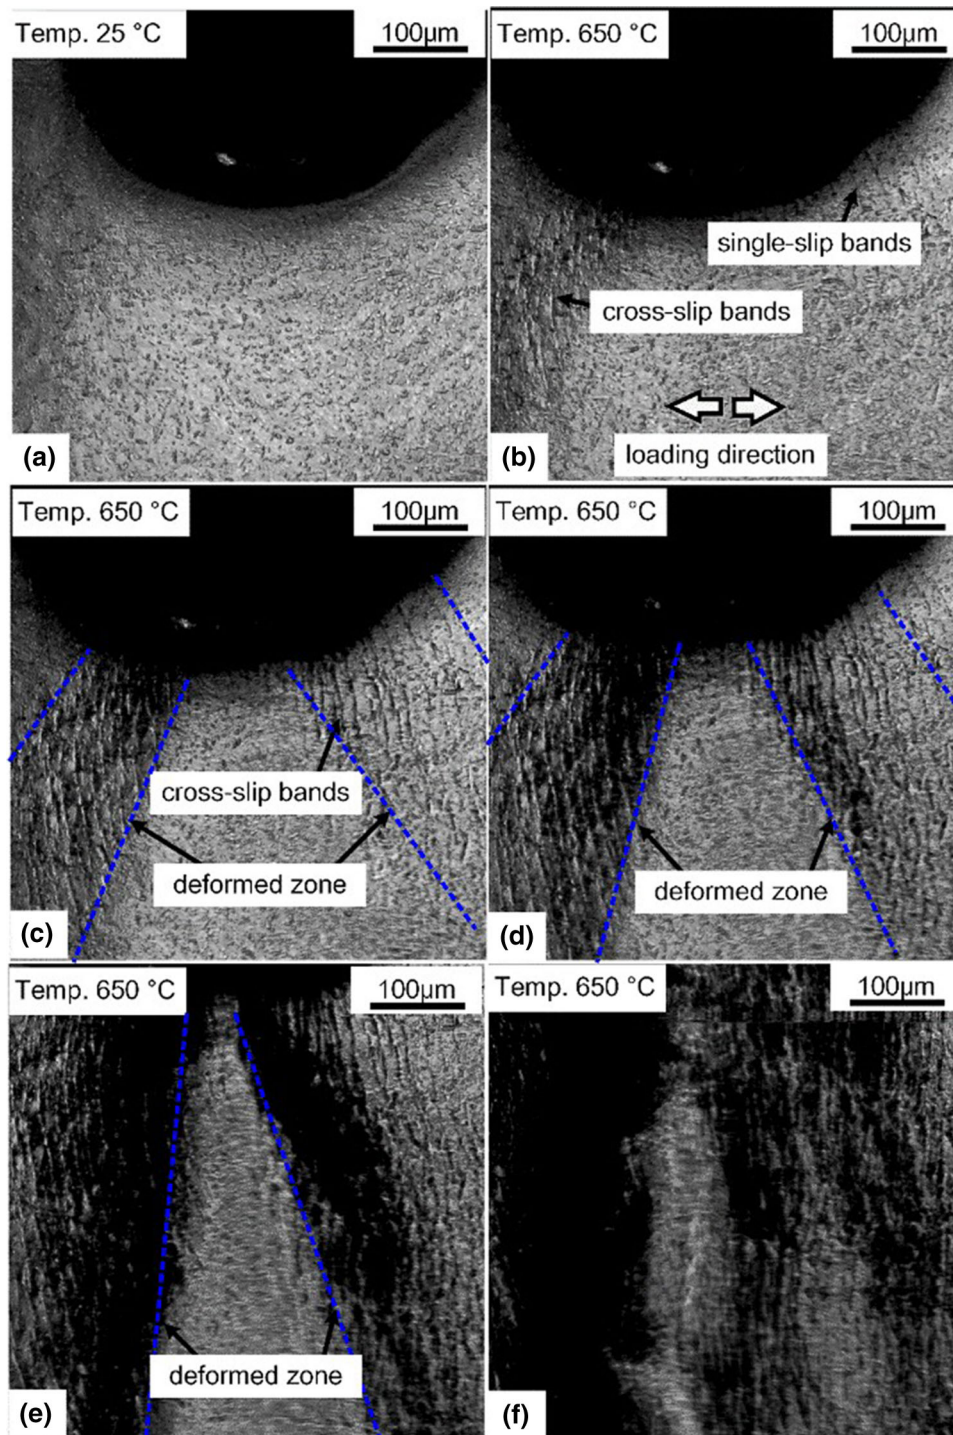 Temp. 25 °C
100µm
(a)
Temp. 650 °C
100µm
single-slip bands
cross-slip bands
loading direction
(b)
Temp. 650 °C
100µm
cross-slip bands
deformed zone
(c)
Temp. 650 °C
100µm
deformed zone
(d)
Temp. 650 °C
100µm
deformed zone
(e)
Temp. 650 °C
100µm
(f)